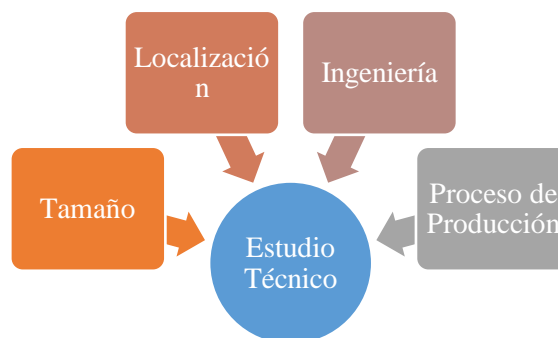 Localizació
n
Ingeniería
Tamaño
Proceso de
Producción
Estudio
Técnico